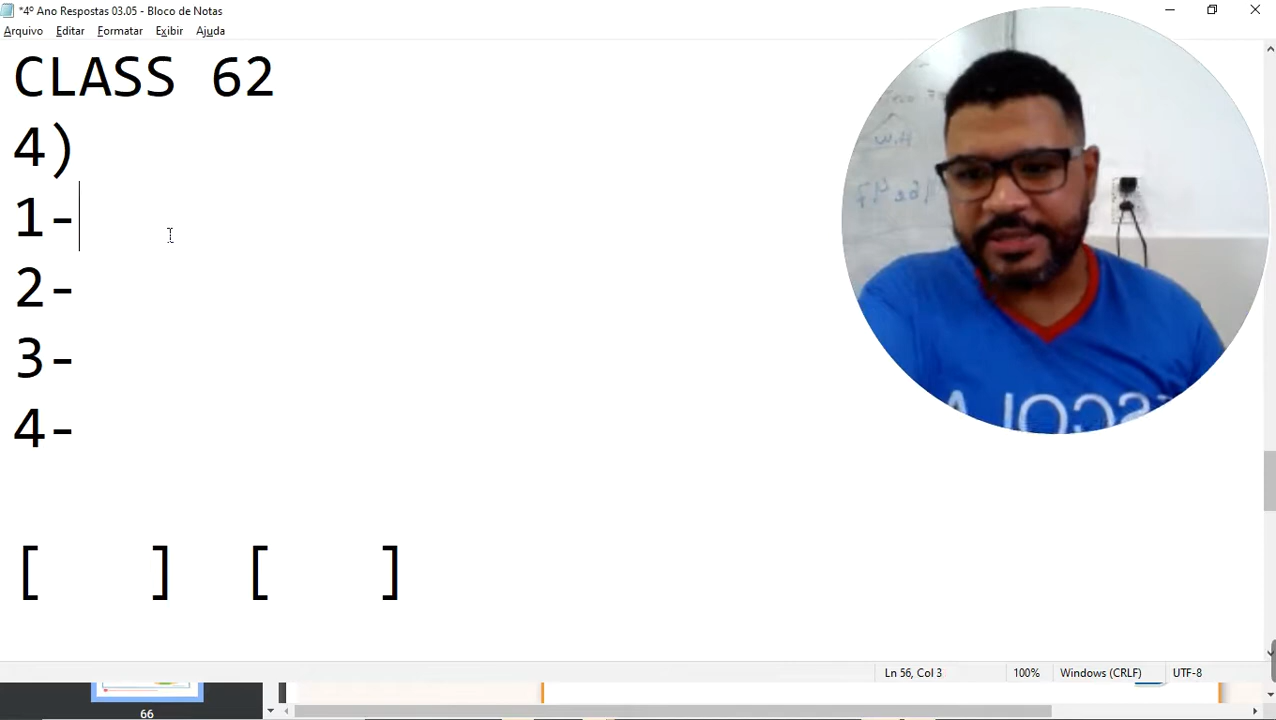 *4º Ano Respostas 03.05 - Bloco de Notas
Arquivo Editar Formatar Exibir Ajuda
CLASS 62
4)
1-
2-
3-
4-
[ ] [ ]
H.W
ESCOLA
Ln 56, Col 3 100% Windows (CRLF) UTF-8
66